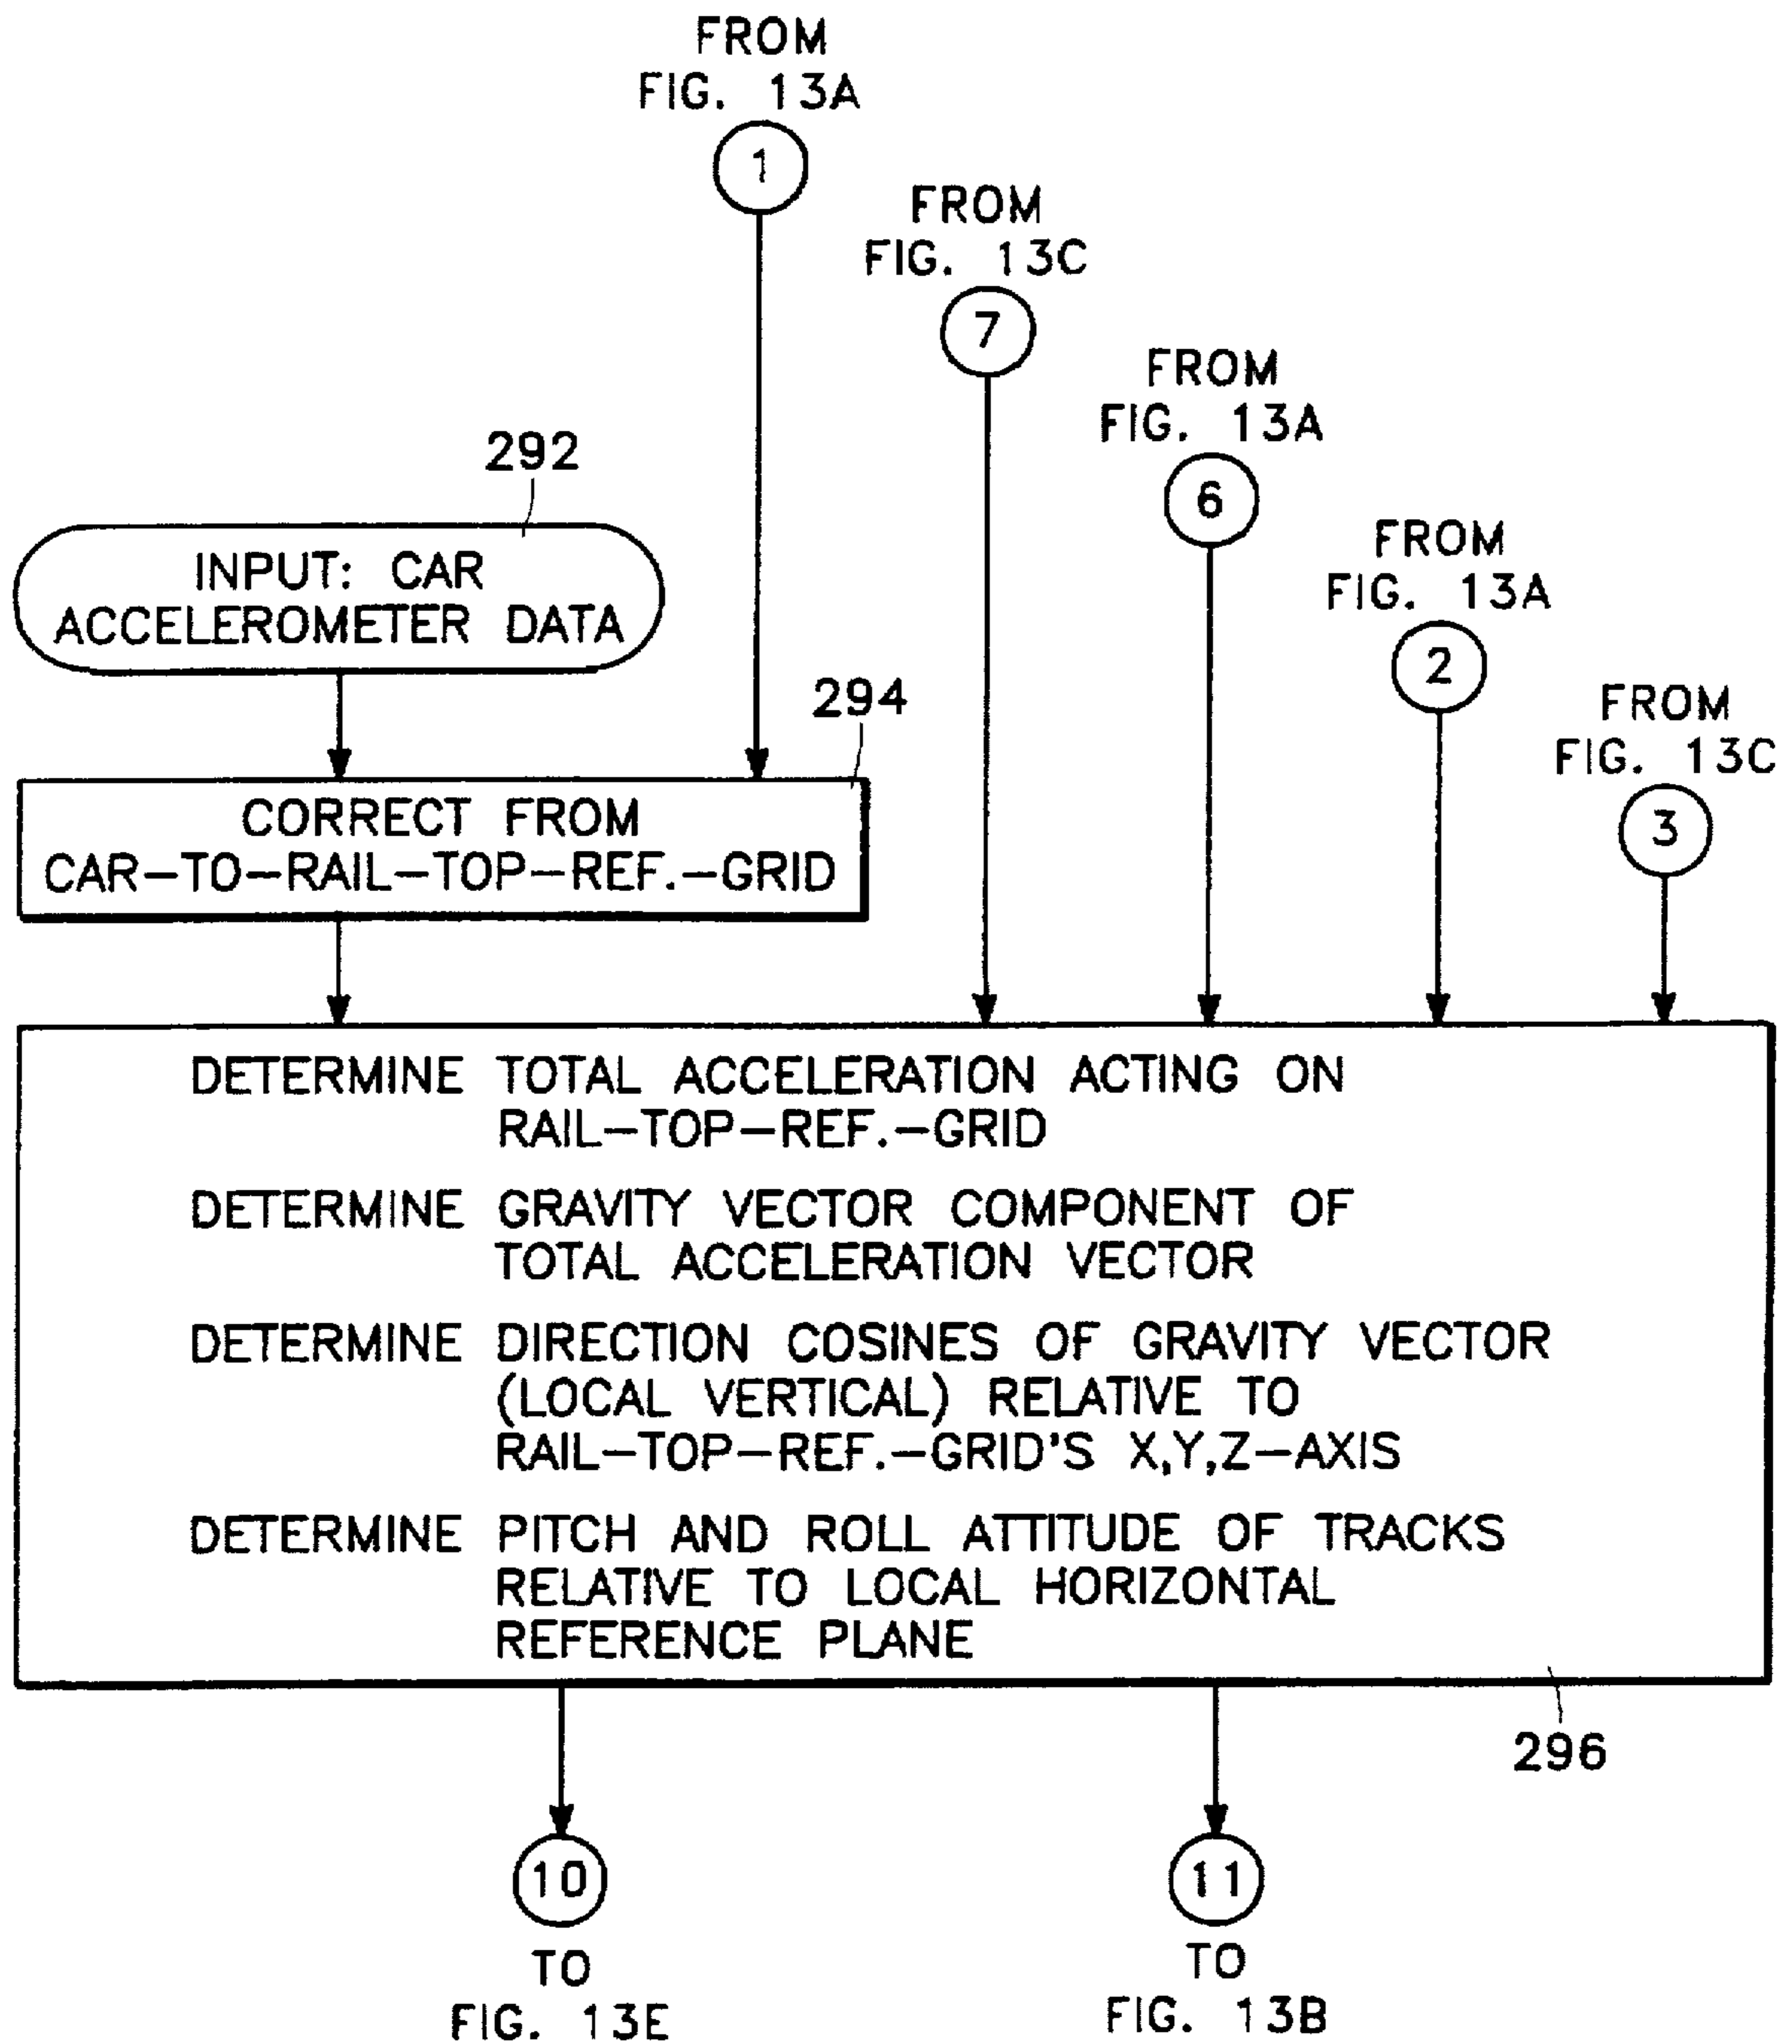 FROM
FIG. 13A
1
FROM
FIG. 13C
7
FROM
FIG. 13A
6
FROM
FIG. 13A
2
FROM
FIG. 13C
3
292
INPUT: CAR
ACCELEROMETER DATA
294
CORRECT FROM
CAR-TO-RAIL-TOP-REF.-GRID
DETERMINE TOTAL ACCELERATION ACTING ON
RAIL-TOP-REF.-GRID
DETERMINE GRAVITY VECTOR COMPONENT OF
TOTAL ACCELERATION VECTOR
DETERMINE DIRECTION COSINES OF GRAVITY VECTOR
(LOCAL VERTICAL) RELATIVE TO
RAIL-TOP-REF.-GRID'S X,Y,Z-AXIS
DETERMINE PITCH AND ROLL ATTITUDE OF TRACKS
RELATIVE TO LOCAL HORIZONTAL
REFERENCE PLANE
296
10
TO
FIG. 13E
11
TO
FIG. 13B